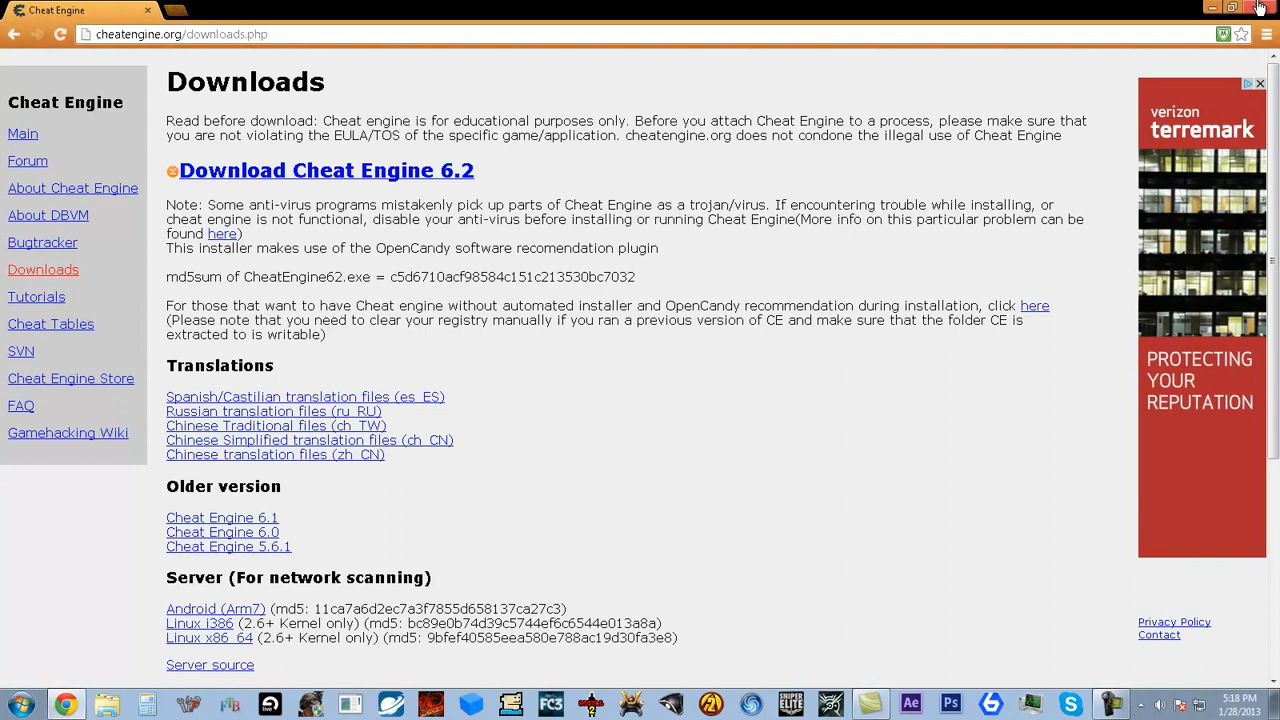 Cheat Engine
cheatengine.org/downloads.php
Cheat Engine
Main
Forum
About Cheat Engine
About DBVM
Bugtracker
Downloads
Tutorials
Cheat Tables
SVN
Cheat Engine Store
FAQ
Gamehacking Wiki
Downloads
Read before download: Cheat engine is for educational purposes only. Before you attach Cheat Engine to a process, please make sure that
you are not violating the EULA/TOS of the specific game/application. cheatengine.org does not condone the illegal use of Cheat Engine
Download Cheat Engine 6.2
Note: Some anti-virus programs mistakenly pick up parts of Cheat Engine as a trojan/virus. If encountering trouble while installing, or
cheat engine is not functional, disable your anti-virus before installing or running Cheat Engine(More info on this particular problem can be
found here)
This installer makes use of the OpenCandy software recomendation plugin
md5sum of CheatEngine62.exe = c5d6710acf98584c151c213f30bc7032
For those that want to have Cheat engine without automated installer and OpenCandy recommendation during installation, click here
(Please note that you need to clear your registry manually if you ran a previous version of CE and make sure that the folder CE is
extracted to is writable)
Translations
Spanish/Castilian translation files (es_ES)
Russian translation files (ru_RU)
Chinese Traditional files (ch_TW)
Chinese Simplified translation files (ch_CN)
Chinese translation files (zh_CN)
Older version
Cheat Engine 6.1
Cheat Engine 6.0
Cheat Engine 5.6.1
Server (For network scanning)
Android (Arm7) (md5: 11ca7a6d2ec7a3f7855d658137ca27c3)
Linux i386 (2.6+ Kernel only) (md5: bc89e0b74d39c5744ef6c6544e013a8a)
Linux x86_64 (2.6+ Kernel only) (md5: 9bfef40585eea580e788ac19d30fa3e8)
Server source
verizon
terremark
PROTECTING
YOUR
REPUTATION
Privacy Policy
Contact
live
FC3
SNIPER
ELITE
Ae
Ps
5:18 PM
1/28/2013